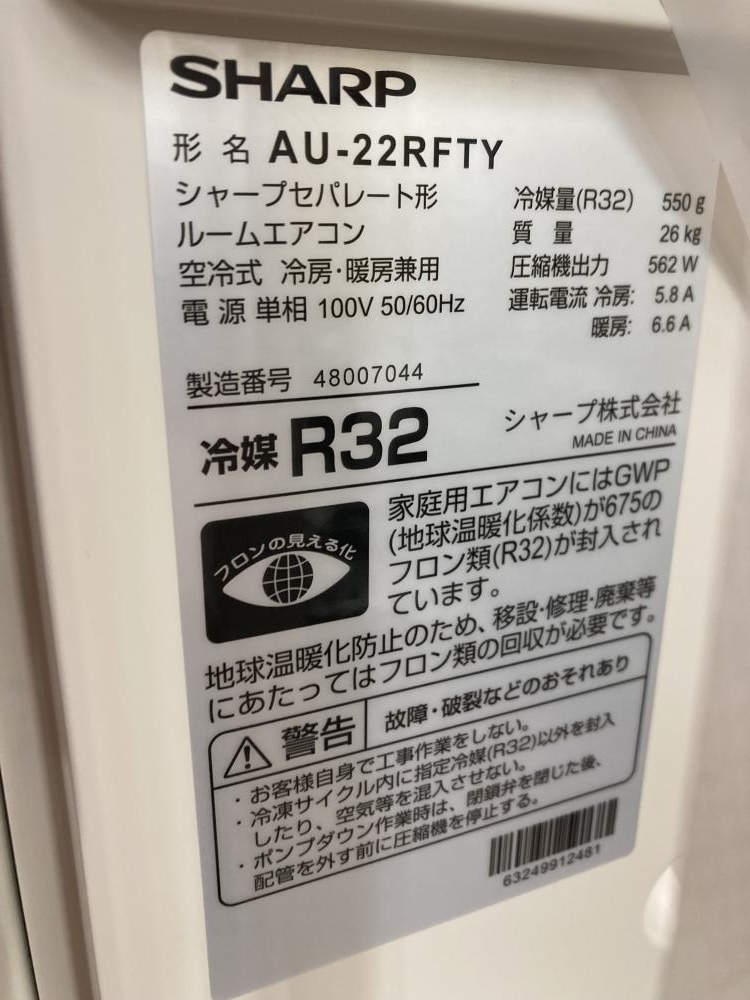 SHARP
形 名 AU-22RFTY
シャープセパレート形
ルームエアコン
空冷式 冷房・暖房兼用
電 源 単相 100V 50/60Hz
冷媒量(R32) 550 g
質 量 26 kg
圧縮機出力 562 W
運転電流 冷房: 5.8 A
暖房: 6.6 A
製造番号 48007044
シャープ株式会社
MADE IN CHINA
冷媒 R32
フロンの見える化
家庭用エアコンにはGWP
(地球温暖化係数)が675の
フロン類(R32)が封入され
ています。
地球温暖化防止のため、移設・修理・廃棄等
にあたってはフロン類の回収が必要です。
警告 故障・破裂などのおそれあり
・お客様自身で工事作業をしない。
・冷凍サイクル内に指定冷媒(R32)以外を封入
したり、空気等を混入させない。
・ポンプダウン作業時は、閉鎖弁を閉じた後、
配管を外す前に圧縮機を停止する。
63249912481